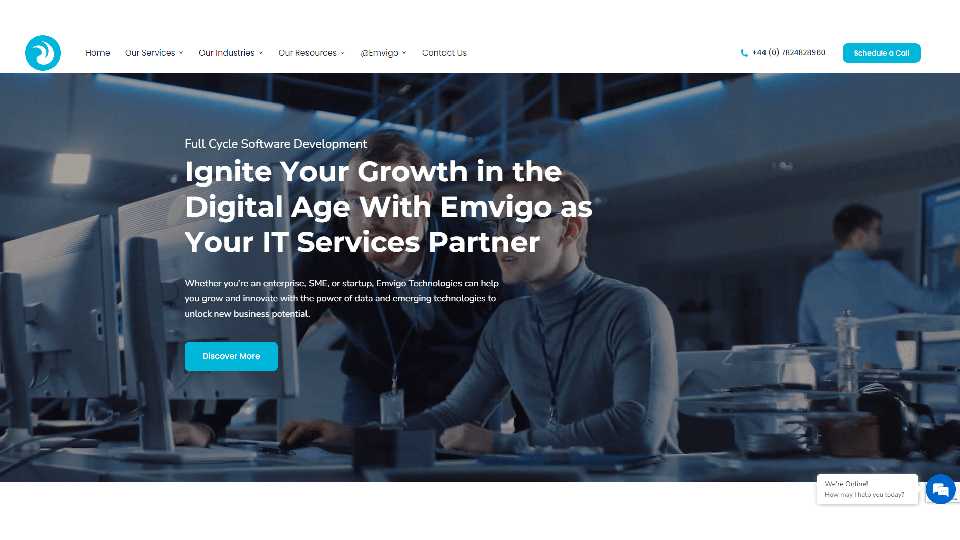 Home
Our Services
Our Industries
Our Resources
@Emvigo
Contact Us
+44 (0) 7824828960
Schedule a Call
Full Cycle Software Development
Ignite Your Growth in the
Digital Age With Emvigo as
Your IT Services Partner
Whether you're an enterprise, SME, or startup, Emvigo Technologies can help
you grow and innovate with the power of data and emerging technologies to
unlock new business potential.
Discover More
We're Online!
How may I help you today?